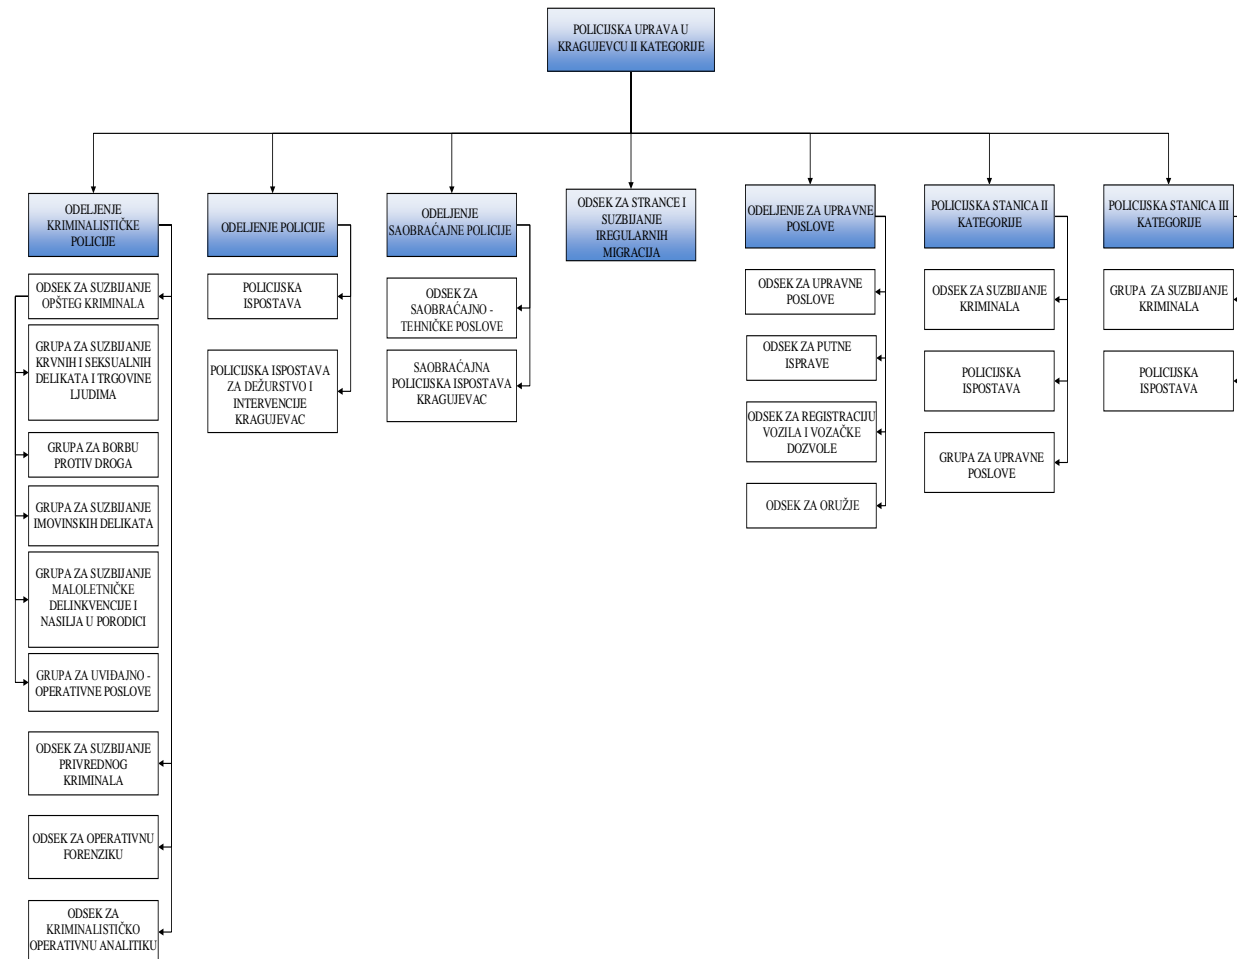 POLICIJSKA UPRAVA U
KRAGUJEVCU II KATEGORIJE
ODELJENJE
KRIMINALISTIČKE
POLICIJE
ODSEK ZA SUZBIJANJE
OPŠTEG KRIMINALA
GRUPA ZA SUZBIJANJE
KRVNIH I SEKSUALNIH
DELIKATA I TRGOVINE
LJUDIMA
GRUPA ZA BORBU
PROTIV DROGA
GRUPA ZA SUZBIJANJE
IMOVINSKIH DELIKATA
GRUPA ZA SUZBIJANJE
MALOLETNIČKE
DELINKVENCIJE I
NASILJA U PORODICI
GRUPA ZA UVIĐAJNO -
OPERATIVNE POSLOVE
ODSEK ZA SUZBIJANJE
PRIVREDNOG
KRIMINALA
ODSEK ZA OPERATIVNU
FORENZIKU
ODSEK ZA
KRIMINALISTIČKO
OPERATIVNU ANALITIKU
ODELJENJE POLICIJE
POLICIJSKA
ISPOSTAVA
POLICIJSKA ISPOSTAVA
ZA DEŽURSTVO I
INTERVENCIJE
KRAGUJEVAC
ODELJENJE
SAOBRAĆAJNE POLICIJE
ODSEK ZA
SAOBRAĆAJNO -
TEHNIČKE POSLOVE
SAOBRAĆAJNA
POLICIJSKA ISPOSTAVA
KRAGUJEVAC
ODSEK ZA STRANCE I
SUZBIJANJE
IREGULARNIH
MIGRACIJA
ODELJENJE ZA UPRAVNE
POSLOVE
ODSEK ZA UPRAVNE
POSLOVE
ODSEK ZA PUTNE
ISPRAVE
ODSEK ZA REGISTRACIJU
VOZILA I VOZAČKE
DOZVOLE
ODSEK ZA ORUŽJE
POLICIJSKA STANICA II
KATEGORIJE
ODSEK ZA SUZBIJANJE
KRIMINALA
POLICIJSKA
ISPOSTAVA
GRUPA ZA UPRAVNE
POSLOVE
POLICIJSKA STANICA III
KATEGORIJE
GRUPA ZA SUZBIJANJE
KRIMINALA
POLICIJSKA
ISPOSTAVA